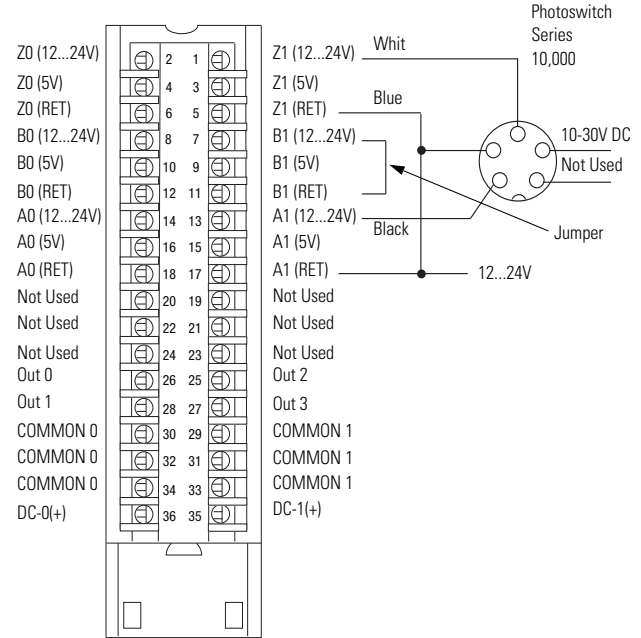 Photoswitch
Series
10,000
Z0 (12...24V) 2 1 Z1 (12...24V) Whit
Z0 (5V) 4 3 Z1 (5V)
Z0 (RET) 6 5 Z1 (RET) Blue
B0 (12...24V) 8 7 B1 (12...24V) 10-30V DC
B0 (5V) 10 9 B1 (5V) Not Used
B0 (RET) 12 11 B1 (RET)
A0 (12...24V) 14 13 A1 (12...24V) Black Jumper
A0 (5V) 16 15 A1 (5V)
A0 (RET) 18 17 A1 (RET) 12...24V
Not Used 20 19 Not Used
Not Used 22 21 Not Used
Not Used 24 23 Not Used
Out 0 26 25 Out 2
Out 1 28 27 Out 3
COMMON 0 30 29 COMMON 1
COMMON 0 32 31 COMMON 1
COMMON 0 34 33 COMMON 1
DC-0(+) 36 35 DC-1(+)